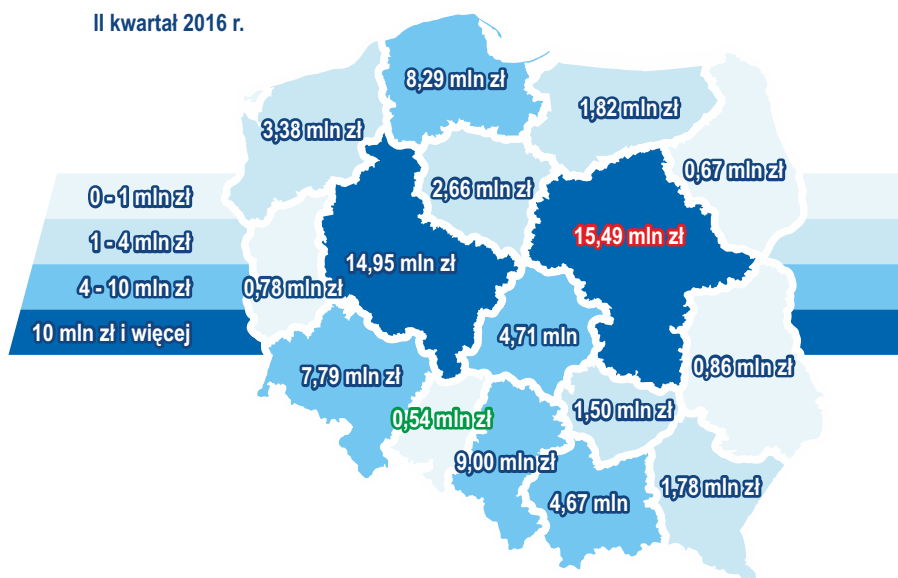 II kwartał 2016 r.
8,29 mln zł
1,82 mln zł
3,38 mln zł
0,67 mln zł
2,66 mln zł
0 - 1 mln zł
15,49 mln zł
1 - 4 mln zł
14,95 mln zł
4 - 10 mln zł
0,78 mln zł
10 mln zł i więcej
4,71 mln
0,86 mln zł
7,79 mln zł
1,50 mln zł
0,54 mln zł
9,00 mln zł
1,78 mln zł
4,67 mln